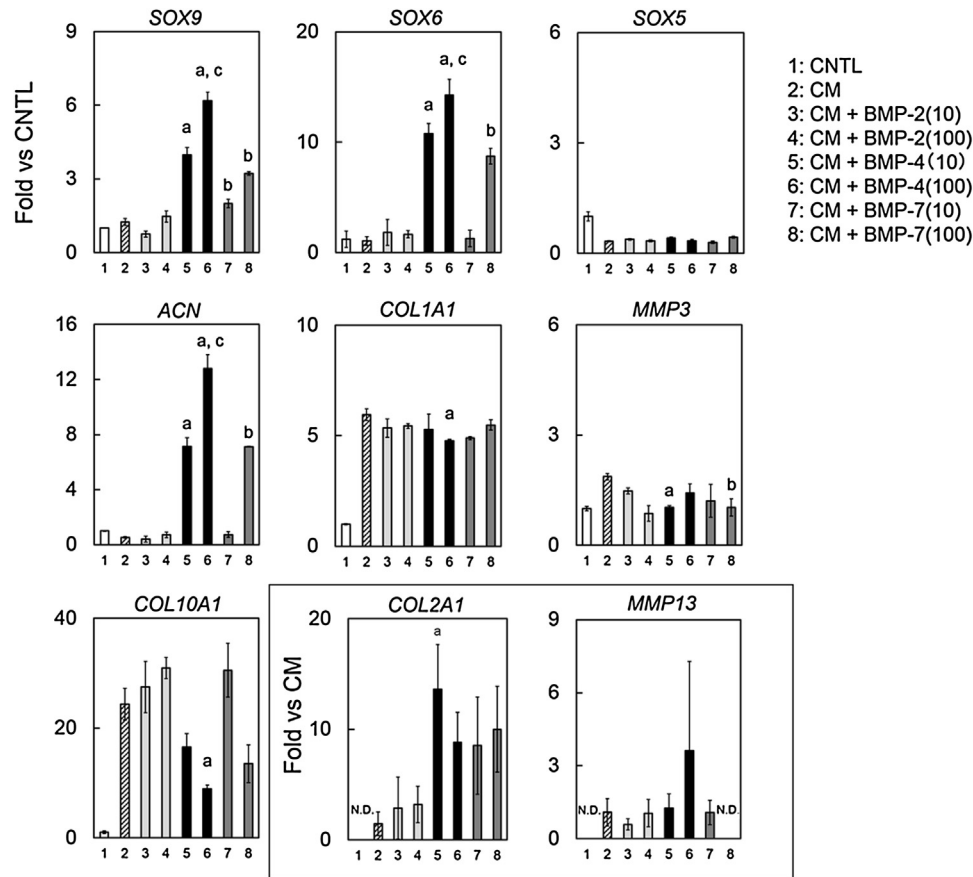 SOX9
SOX6
SOX5
9
6
3
0
Fold vs CNTL
a
a, c
b
b
1 2 3 4 5 6 7 8
20
10
0
a
a, c
b
1 2 3 4 5 6 7 8
6
3
0
1 2 3 4 5 6 7 8
1: CNTL
2: CM
3: CM + BMP-2(10)
4: CM + BMP-2(100)
5: CM + BMP-4(10)
6: CM + BMP-4(100)
7: CM + BMP-7(10)
8: CM + BMP-7(100)
ACN
COL1A1
MMP3
16
12
8
4
0
a
a, c
b
1 2 3 4 5 6 7 8
10
5
0
a
1 2 3 4 5 6 7 8
6
3
0
a
b
1 2 3 4 5 6 7 8
COL10A1
COL2A1
MMP13
40
20
0
a
1 2 3 4 5 6 7 8
Fold vs CM
20
10
0
N.D.
a
1 2 3 4 5 6 7 8
9
6
3
0
N.D.
N.D.
1 2 3 4 5 6 7 8